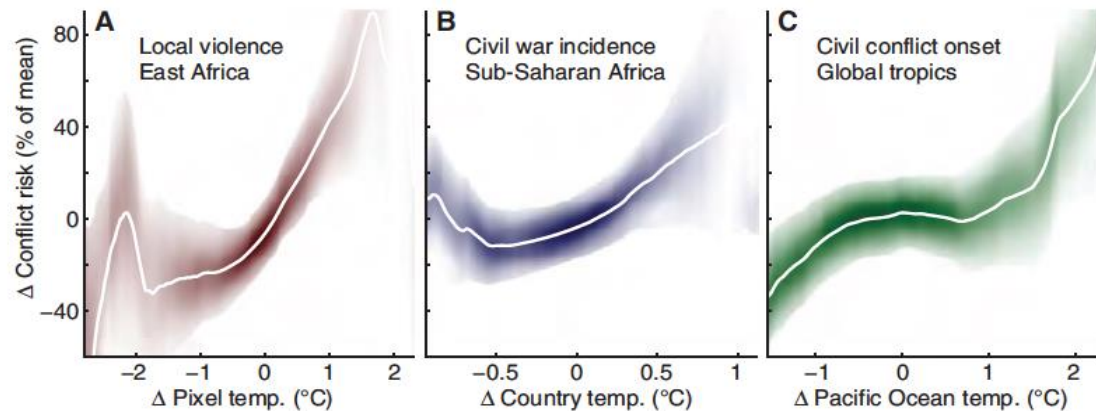 A
Local violence
East Africa
B
Civil war incidence
Sub-Saharan Africa
C
Civil conflict onset
Global tropics
Δ Conflict risk (% of mean)
80
40
0
−40
−2 −1 0 1 2
Δ Pixel temp. (°C)
−0.5 0 0.5 1
Δ Country temp. (°C)
−1 0 1 2
Δ Pacific Ocean temp. (°C)